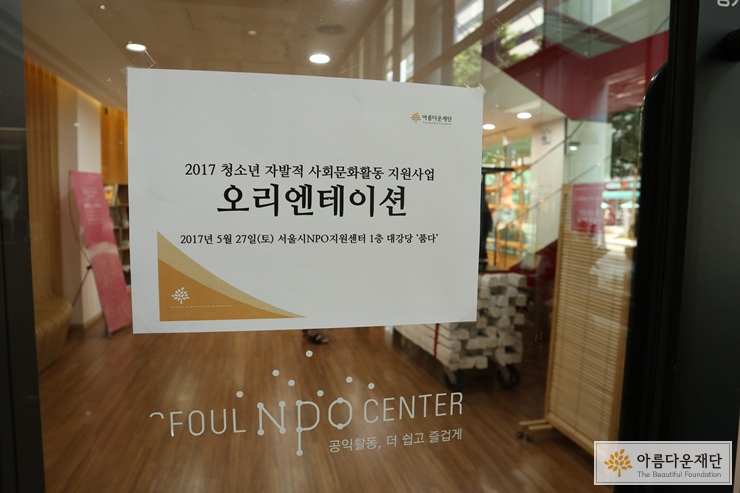 아름다운재단
2017 청소년 자발적 사회문화활동 지원사업
오리엔테이션
2017년 5월 27일(토) 서울시NPO지원센터 1층 대강당 '품다'
SEOUL NPO CENTER
공익활동, 더 쉽고 즐겁게
아름다운재단
The Beautiful Foundation